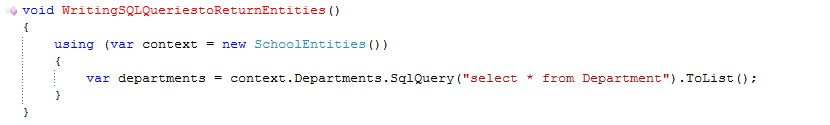 void WritingSQLQueriestoReturnEntities()
{
using (var context = new SchoolEntities())
{
var departments = context.Departments.SqlQuery("select * from Department").ToList();
}
}